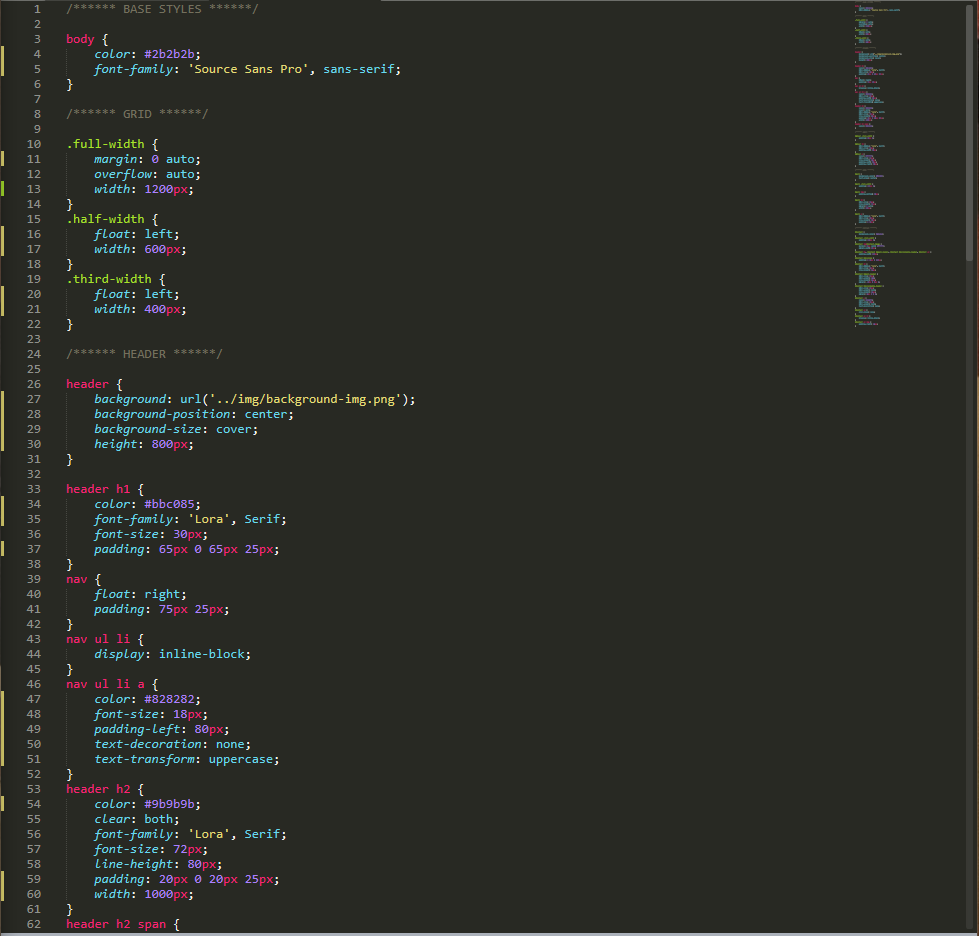 1 /****** BASE STYLES ******/
2
3 body {
4 color: #2b2b2b;
5 font-family: 'Source Sans Pro', sans-serif;
6 }
7
8 /****** GRID ******/
9
10 .full-width {
11 margin: 0 auto;
12 overflow: auto;
13 width: 1200px;
14 }
15 .half-width {
16 float: left;
17 width: 600px;
18 }
19 .third-width {
20 float: left;
21 width: 400px;
22 }
23
24 /****** HEADER ******/
25
26 header {
27 background: url('../img/background-img.png');
28 background-position: center;
29 background-size: cover;
30 height: 800px;
31 }
32
33 header h1 {
34 color: #bbc085;
35 font-family: 'Lora', Serif;
36 font-size: 30px;
37 padding: 65px 0 65px 25px;
38 }
39 nav {
40 float: right;
41 padding: 75px 25px;
42 }
43 nav ul li {
44 display: inline-block;
45 }
46 nav ul li a {
47 color: #828282;
48 font-size: 18px;
49 padding-left: 80px;
50 text-decoration: none;
51 text-transform: uppercase;
52 }
53 header h2 {
54 color: #9b9b9b;
55 clear: both;
56 font-family: 'Lora', Serif;
57 font-size: 72px;
58 line-height: 80px;
59 padding: 20px 0 20px 25px;
60 width: 1000px;
61 }
62 header h2 span {